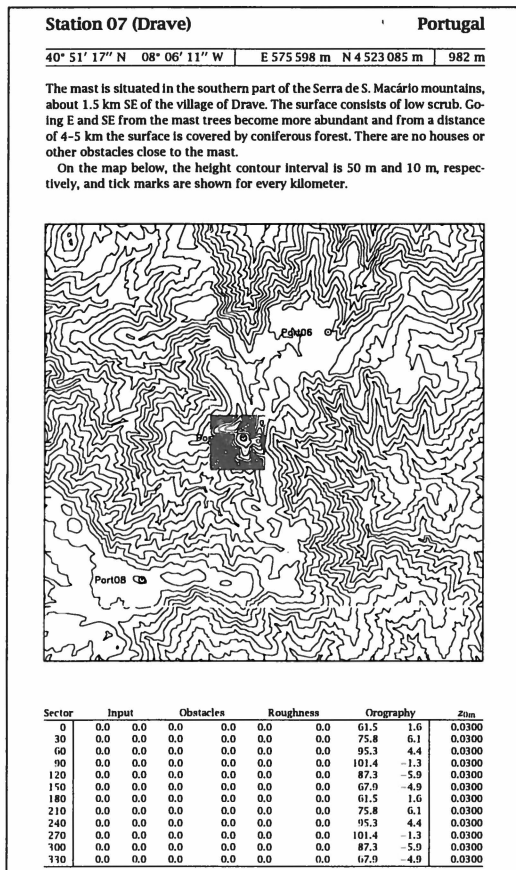 Station 07 (Drave) Portugal
40° 51′ 17″ N 08° 06′ 11″ W E 575 598 m N 4 523 085 m 982 m
The mast is situated in the southern part of the Serra de S. Macário mountains,
about 1.5 km SE of the village of Drave. The surface consists of low scrub. Go-
ing E and SE from the mast trees become more abundant and from a distance
of 4-5 km the surface is covered by coniferous forest. There are no houses or
other obstacles close to the mast.
On the map below, the height contour interval is 50 m and 10 m, respec-
tively, and tick marks are shown for every kilometer.
Port06
Port08
Sector Input Obstacles Roughness Orography z0m
0 0.0 0.0 0.0 0.0 0.0 0.0 61.5 1.6 0.0300
30 0.0 0.0 0.0 0.0 0.0 0.0 75.8 6.1 0.0300
60 0.0 0.0 0.0 0.0 0.0 0.0 95.3 4.4 0.0300
90 0.0 0.0 0.0 0.0 0.0 0.0 101.4 -1.3 0.0300
120 0.0 0.0 0.0 0.0 0.0 0.0 87.3 -5.9 0.0300
150 0.0 0.0 0.0 0.0 0.0 0.0 67.9 -4.9 0.0300
180 0.0 0.0 0.0 0.0 0.0 0.0 61.5 1.6 0.0300
210 0.0 0.0 0.0 0.0 0.0 0.0 75.8 6.1 0.0300
240 0.0 0.0 0.0 0.0 0.0 0.0 95.3 4.4 0.0300
270 0.0 0.0 0.0 0.0 0.0 0.0 101.4 -1.3 0.0300
300 0.0 0.0 0.0 0.0 0.0 0.0 87.3 -5.9 0.0300
330 0.0 0.0 0.0 0.0 0.0 0.0 67.9 -4.9 0.0300